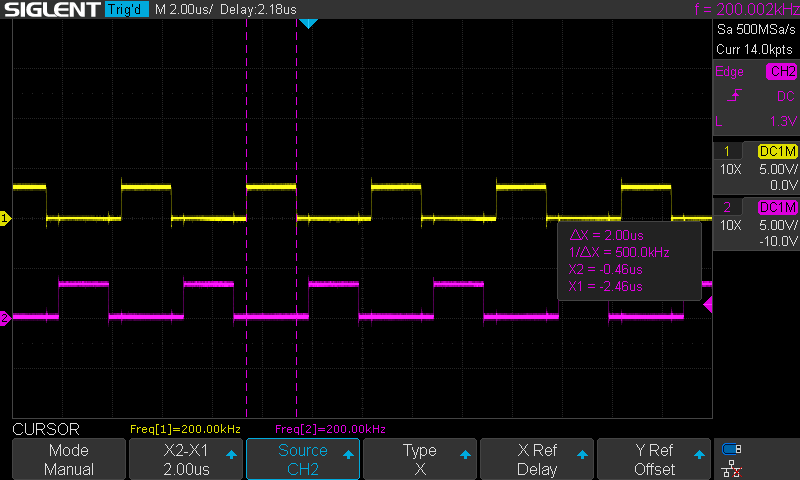 SIGLENT Trig'd M 2.00us/ Delay:2.18us f = 200.002kHz
Sa 500MSa/s
Curr 14.0kpts
Edge CH2
DC
L 1.3V
1 DC1M
10X 5.00V/
0.0V
2 DC1M
10X 5.00V/
-10.0V
1
ΔX = 2.00us
1/ΔX = 500.0kHz
X2 = -0.46us
X1 = -2.46us
2
CURSOR Freq[1]=200.00kHz Freq[2]=200.00kHz
Mode X2-X1 Source Type X Ref Y Ref
Manual 2.00us CH2 X Delay Offset